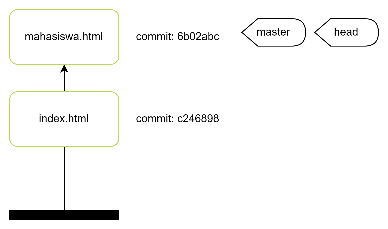 mahasiswa.html commit: 6b02abc master head
index.html commit: c246898